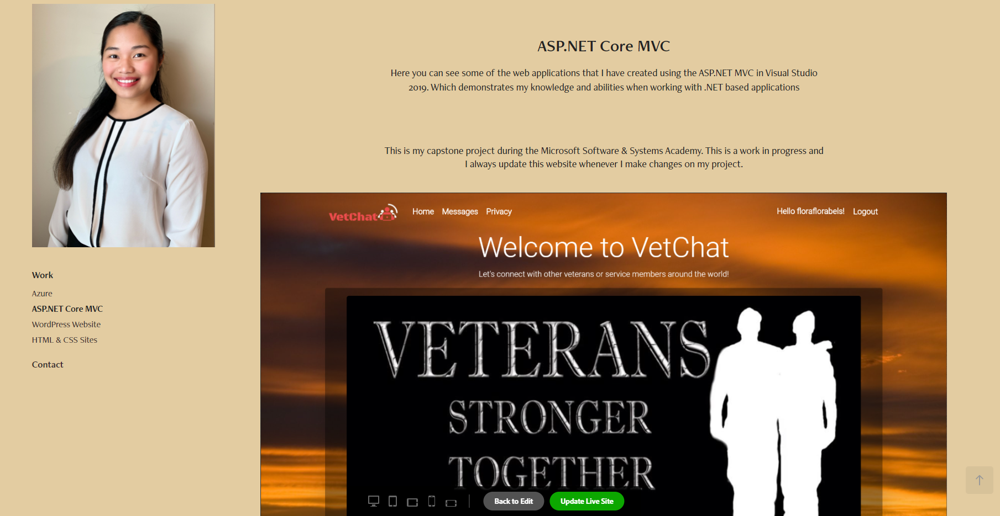 ASP.NET Core MVC
Here you can see some of the web applications that I have created using the ASP.NET MVC in Visual Studio
2019. Which demonstrates my knowledge and abilities when working with .NET based applications
This is my capstone project during the Microsoft Software & Systems Academy. This is a work in progress and
I always update this website whenever I make changes on my project.
Work
Azure
ASP.NET Core MVC
WordPress Website
HTML & CSS Sites
Contact
VetChat Home Messages Privacy Hello floraflorabels! Logout
Welcome to VetChat
Let's connect with other veterans or service members around the world!
VETERANS
STRONGER
TOGETHER
Back to Edit Update Live Site